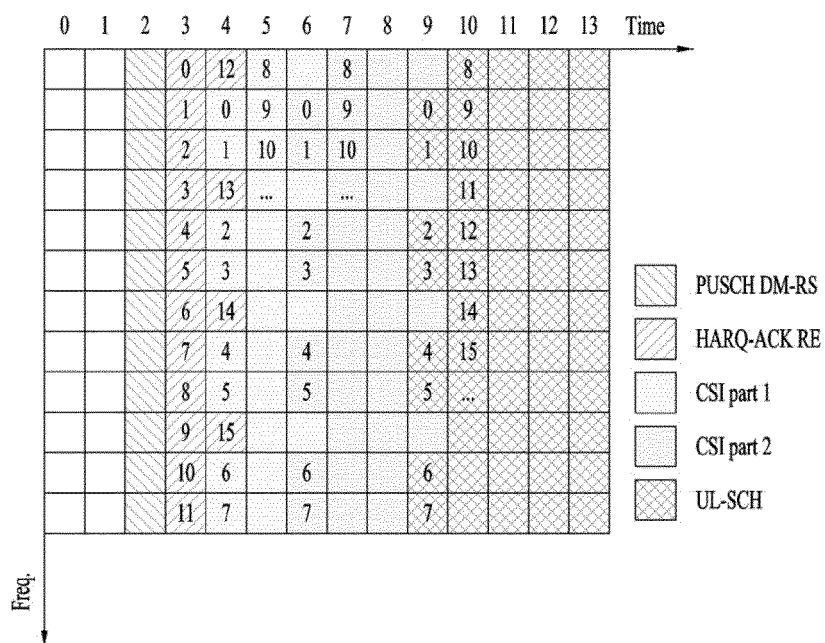 0 1 2 3 4 5 6 7 8 9 10 11 12 13 Time
0 12 8 8 8
1 0 9 0 9 0 9
2 1 10 1 10 1 10
3 13 ... ... 11
4 2 2 2 12
5 3 3 3 13
6 14 14
7 4 4 4 15
8 5 5 5 ...
9 15
10 6 6 6
11 7 7 7
PUSCH DM-RS
HARQ-ACK RE
CSI part 1
CSI part 2
UL-SCH
Freq.